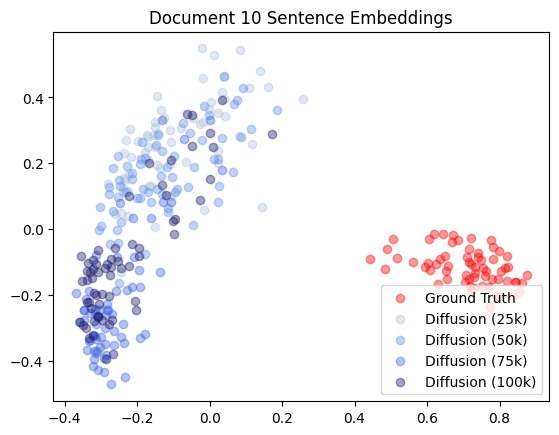 Document 10 Sentence Embeddings
0.4
0.2
0.0
−0.2
−0.4
Ground Truth
Diffusion (25k)
Diffusion (50k)
Diffusion (75k)
Diffusion (100k)
−0.4 −0.2 0.0 0.2 0.4 0.6 0.8